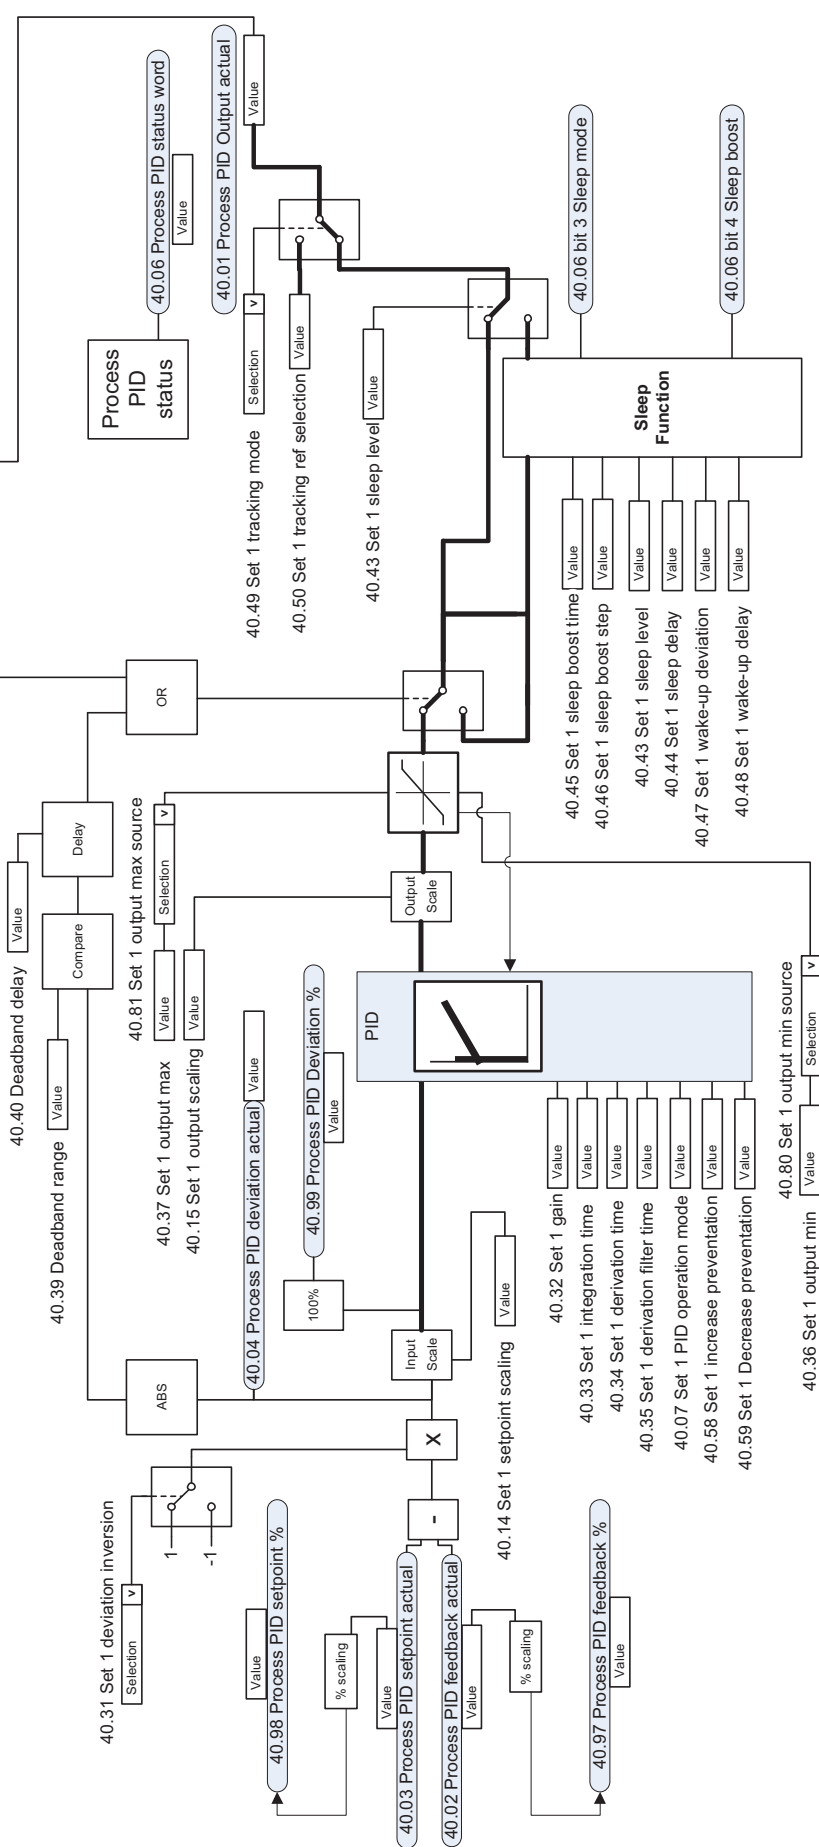 40.31 Set 1 deviation inversion
Selection
v
1
-1
Value
40.98 Process PID setpoint %
% scaling
Value
40.03 Process PID setpoint actual
40.02 Process PID feedback actual
Value
% scaling
40.97 Process PID feedback %
Value
-
X
ABS
Input
Scale
40.14 Set 1 setpoint scaling
Value
100%
40.99 Process PID Deviation %
Value
40.04 Process PID deviation actual
Value
40.39 Deadband range
Value
Compare
40.40 Deadband delay
Value
Delay
OR
40.37 Set 1 output max
Value
40.81 Set 1 output max source
Selection
v
40.15 Set 1 output scaling
Value
PID
Output
Scale
40.32 Set 1 gain
Value
40.33 Set 1 integration time
Value
40.34 Set 1 derivation time
Value
40.35 Set 1 derivation filter time
Value
40.07 Set 1 PID operation mode
Value
40.58 Set 1 increase preventation
Value
40.59 Set 1 Decrease preventation
Value
40.36 Set 1 output min
Value
40.80 Set 1 output min source
Selection
v
40.45 Set 1 sleep boost time
Value
40.46 Set 1 sleep boost step
Value
40.43 Set 1 sleep level
Value
40.44 Set 1 sleep delay
Value
40.47 Set 1 wake-up deviation
Value
40.48 Set 1 wake-up delay
Value
Sleep
Function
40.06 bit 3 Sleep mode
40.06 bit 4 Sleep boost
40.43 Set 1 sleep level
Value
40.50 Set 1 tracking ref selection
Value
40.49 Set 1 tracking mode
Selection
v
Process
PID
status
40.06 Process PID status word
Value
40.01 Process PID Output actual
Value